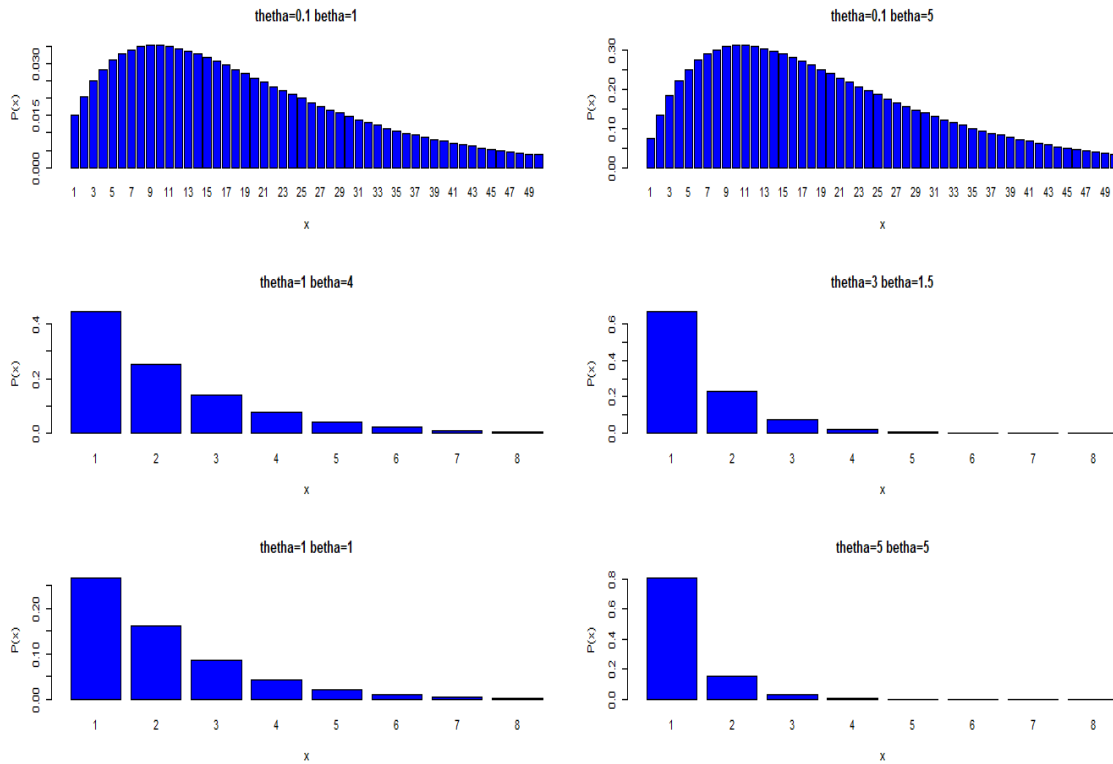 thetha=0.1 betha=1
P(x)
0.030
0.015
0.000
1 3 5 7 9 11 13 15 17 19 21 23 25 27 29 31 33 35 37 39 41 43 45 47 49
x
thetha=0.1 betha=5
P(x)
0.30
0.20
0.10
0.00
1 3 5 7 9 11 13 15 17 19 21 23 25 27 29 31 33 35 37 39 41 43 45 47 49
x
thetha=1 betha=4
P(x)
0.4
0.2
0.0
1 2 3 4 5 6 7 8
x
thetha=3 betha=1.5
P(x)
0.6
0.4
0.2
0.0
1 2 3 4 5 6 7 8
x
thetha=1 betha=1
P(x)
0.20
0.10
0.00
1 2 3 4 5 6 7 8
x
thetha=5 betha=5
P(x)
0.8
0.6
0.4
0.2
0.0
1 2 3 4 5 6 7 8
x